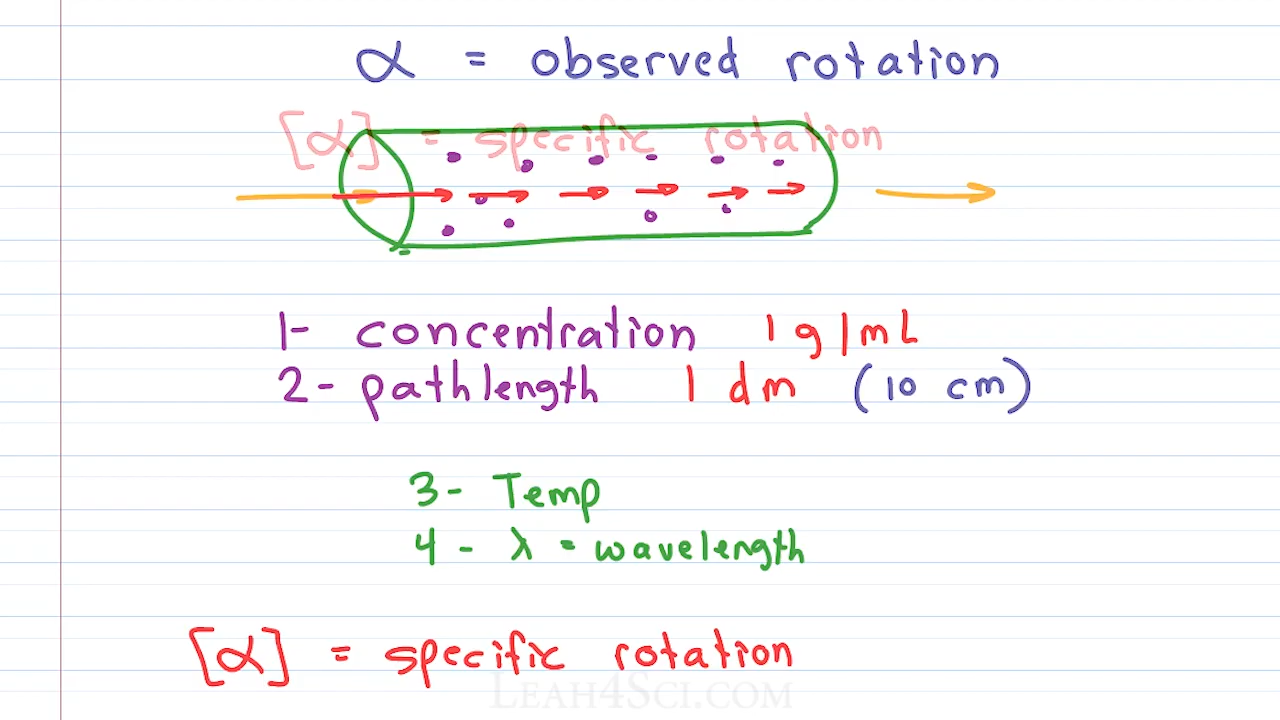 α = observed rotation
[α] = specific rotation
1- concentration 1 g/mL
2- pathlength 1 dm (10 cm)
3- Temp
4- λ = wavelength
[α] = specific rotation
LEAH4SCI.COM